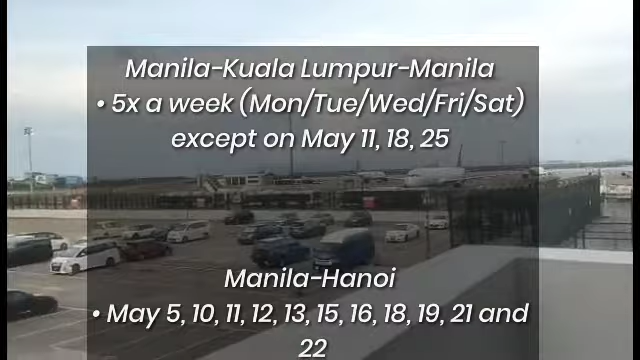 Manila-Kuala Lumpur-Manila
• 5x a week (Mon/Tue/Wed/Fri/Sat)
except on May 11, 18, 25
Manila-Hanoi
• May 5, 10, 11, 12, 13, 15, 16, 18, 19, 21 and
22